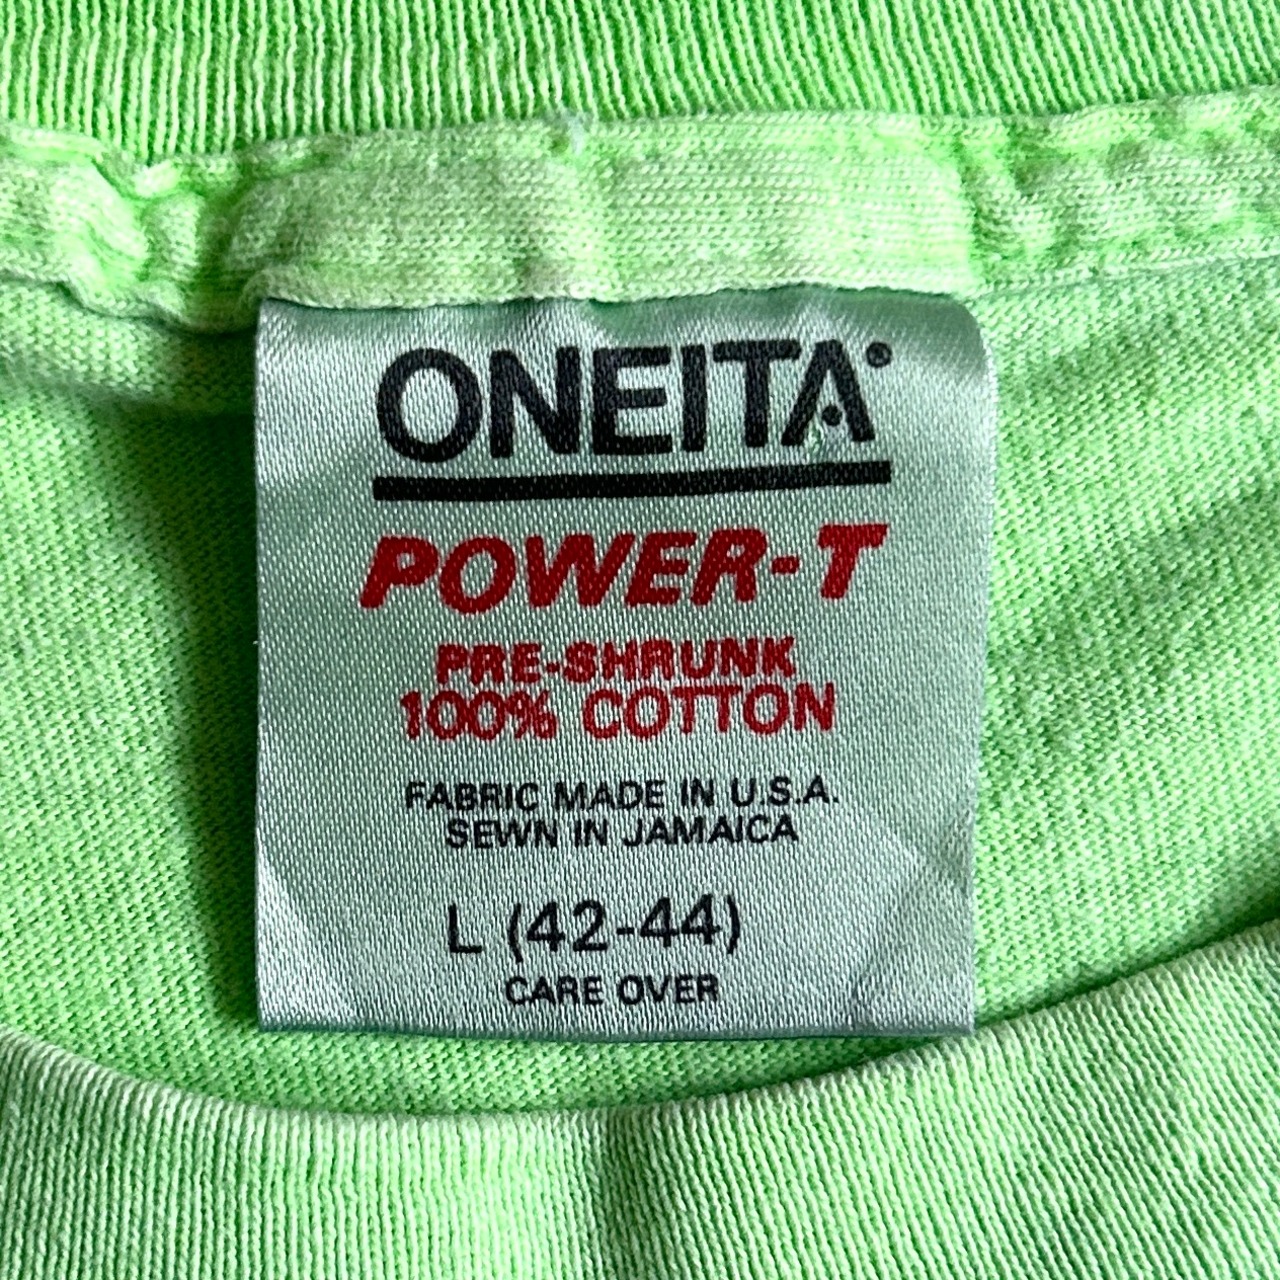 ONEITA®
POWER-T
PRE-SHRUNK
100% COTTON
FABRIC MADE IN U.S.A.
SEWN IN JAMAICA
L (42-44)
CARE OVER